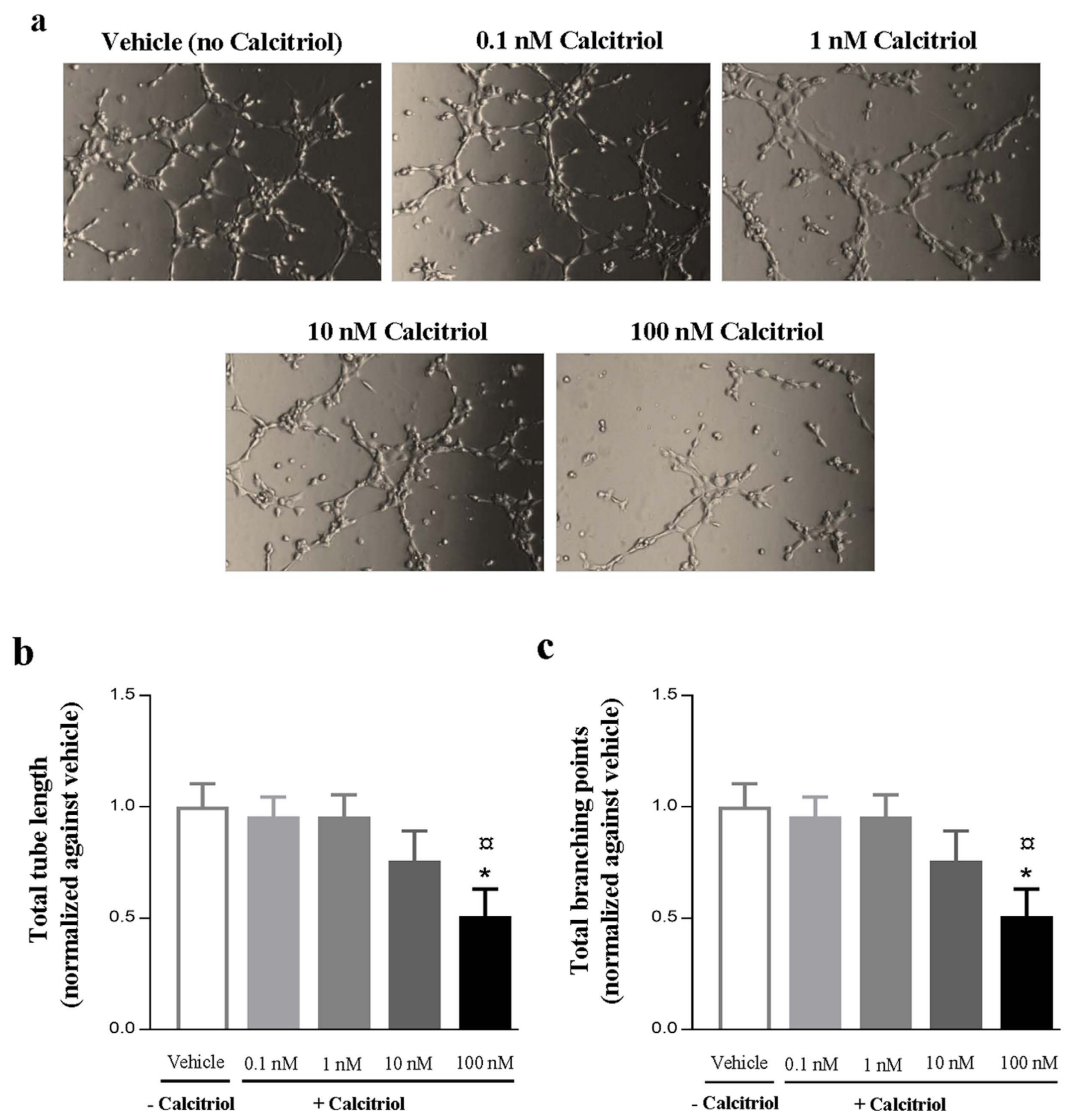 a
Vehicle (no Calcitriol)
0.1 nM Calcitriol
1 nM Calcitriol
10 nM Calcitriol
100 nM Calcitriol
b
Total tube length
(normalized against vehicle)
1.5
1.0
0.5
0.0
¤
*
Vehicle
0.1 nM
1 nM
10 nM
100 nM
- Calcitriol
+ Calcitriol
c
Total branching points
(normalized against vehicle)
1.5
1.0
0.5
0.0
¤
*
Vehicle
0.1 nM
1 nM
10 nM
100 nM
- Calcitriol
+ Calcitriol